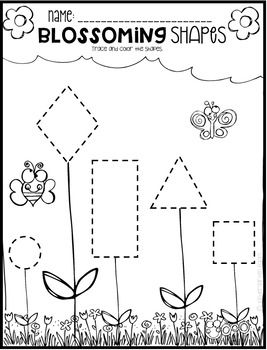 NAME:
BLOSSOMING SHAPES
Trace and color the shapes.